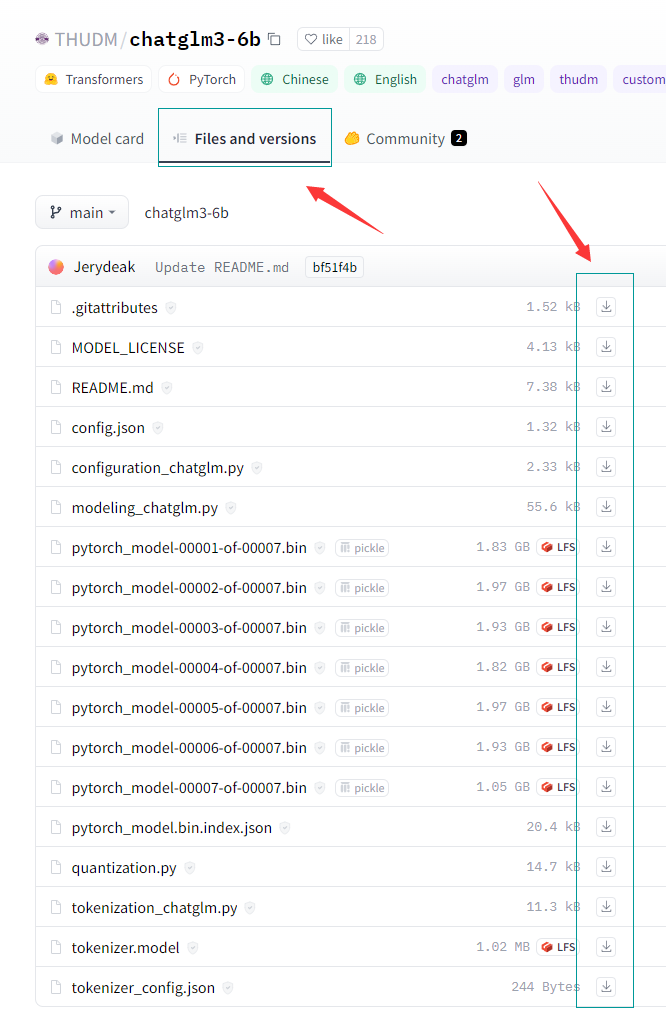 THUDM/chatglm3-6b like 218
Transformers PyTorch Chinese English chatglm glm thudm custom
Model card Files and versions Community 2
main chatglm3-6b
Jerydeak Update README.md bf51f4b
.gitattributes 1.52 kB
MODEL_LICENSE 4.13 kB
README.md 7.38 kB
config.json 1.32 kB
configuration_chatglm.py 2.33 kB
modeling_chatglm.py 55.6 kB
pytorch_model-00001-of-00007.bin pickle 1.83 GB LFS
pytorch_model-00002-of-00007.bin pickle 1.97 GB LFS
pytorch_model-00003-of-00007.bin pickle 1.93 GB LFS
pytorch_model-00004-of-00007.bin pickle 1.82 GB LFS
pytorch_model-00005-of-00007.bin pickle 1.97 GB LFS
pytorch_model-00006-of-00007.bin pickle 1.93 GB LFS
pytorch_model-00007-of-00007.bin pickle 1.05 GB LFS
pytorch_model.bin.index.json 20.4 kB
quantization.py 14.7 kB
tokenization_chatglm.py 11.3 kB
tokenizer.model 1.02 MB LFS
tokenizer_config.json 244 Bytes